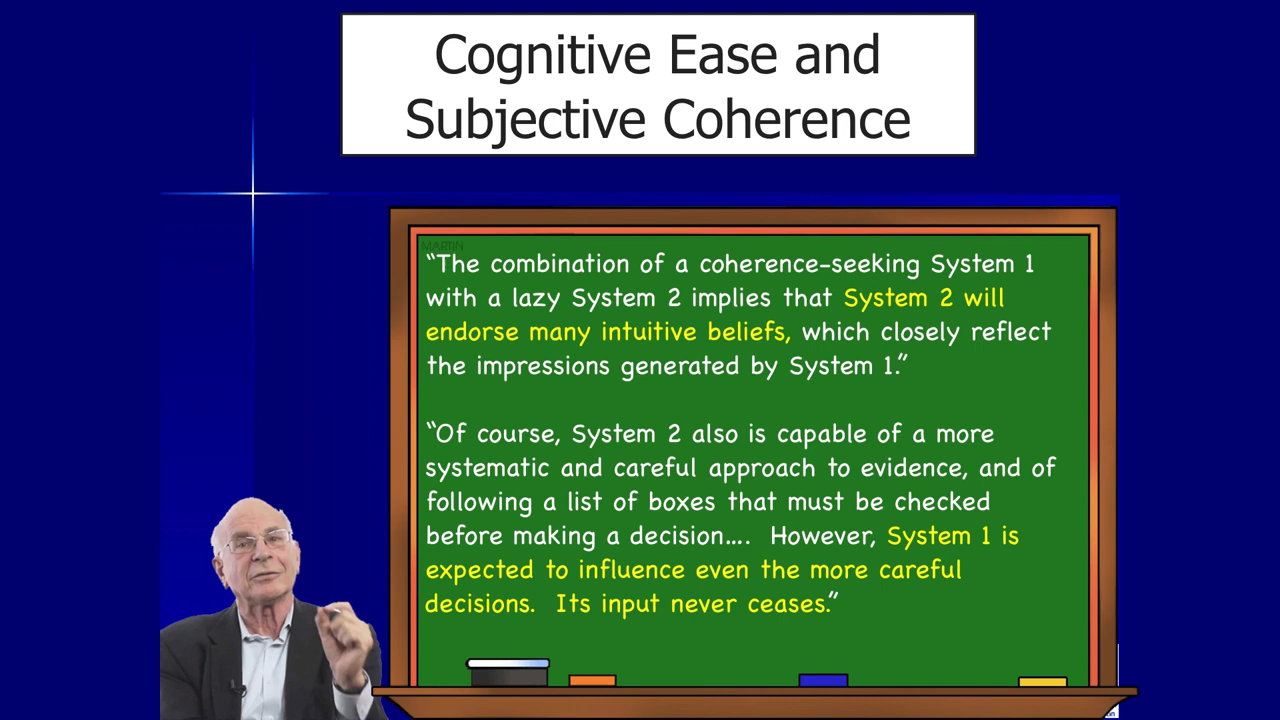 Cognitive Ease and
Subjective Coherence
MARTIN
“The combination of a coherence-seeking System 1
with a lazy System 2 implies that System 2 will
endorse many intuitive beliefs, which closely reflect
the impressions generated by System 1.”
“Of course, System 2 also is capable of a more
systematic and careful approach to evidence, and of
following a list of boxes that must be checked
before making a decision…. However, System 1 is
expected to influence even the more careful
decisions. Its input never ceases.”